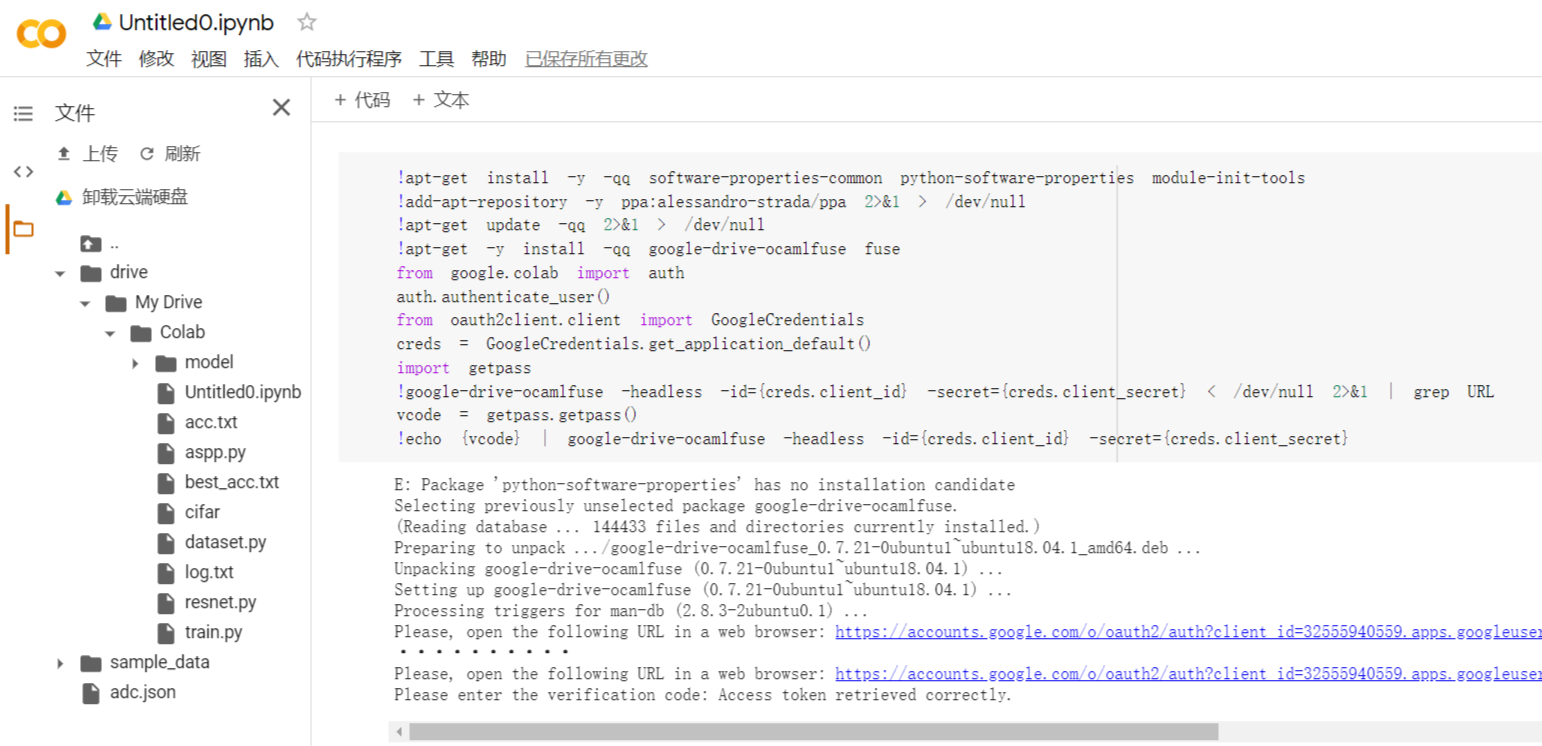 Untitled0.ipynb
文件 修改 视图 插入 代码执行程序 工具 帮助 已保存所有更改
文件
+ 代码 + 文本
上传 刷新
卸载云端硬盘
..
drive
My Drive
Colab
model
Untitled0.ipynb
acc.txt
aspp.py
best_acc.txt
cifar
dataset.py
log.txt
resnet.py
train.py
sample_data
adc.json
!apt-get install -y -qq software-properties-common python-software-properties module-init-tools
!add-apt-repository -y ppa:alessandro-strada/ppa 2>&1 > /dev/null
!apt-get update -qq 2>&1 > /dev/null
!apt-get -y install -qq google-drive-ocamlfuse fuse
from google.colab import auth
auth.authenticate_user()
from oauth2client.client import GoogleCredentials
creds = GoogleCredentials.get_application_default()
import getpass
!google-drive-ocamlfuse -headless -id={creds.client_id} -secret={creds.client_secret} < /dev/null 2>&1 | grep URL
vcode = getpass.getpass()
!echo {vcode} | google-drive-ocamlfuse -headless -id={creds.client_id} -secret={creds.client_secret}
E: Package 'python-software-properties' has no installation candidate
Selecting previously unselected package google-drive-ocamlfuse.
(Reading database ... 144433 files and directories currently installed.)
Preparing to unpack .../google-drive-ocamlfuse_0.7.21-0ubuntu1~ubuntu18.04.1_amd64.deb ...
Unpacking google-drive-ocamlfuse (0.7.21-0ubuntu1~ubuntu18.04.1) ...
Setting up google-drive-ocamlfuse (0.7.21-0ubuntu1~ubuntu18.04.1) ...
Processing triggers for man-db (2.8.3-2ubuntu0.1) ...
Please, open the following URL in a web browser: https://accounts.google.com/o/oauth2/auth?client_id=32555940559.apps.googleuser
··········
Please, open the following URL in a web browser: https://accounts.google.com/o/oauth2/auth?client_id=32555940559.apps.googleuser
Please enter the verification code: Access token retrieved correctly.